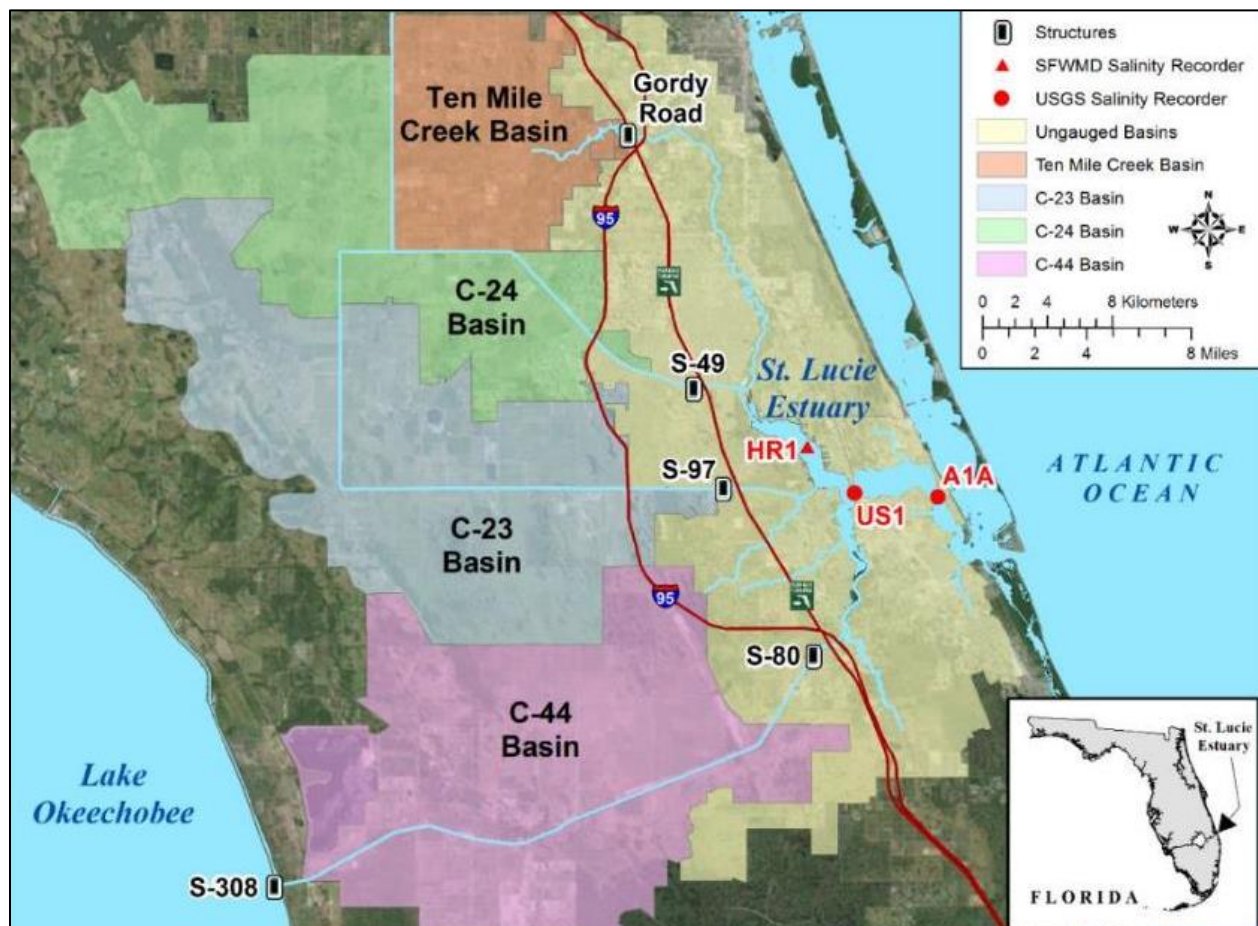 Ten Mile
Creek Basin
Gordy
Road
95
C-24
Basin
S-49
St. Lucie
Estuary
HR1
S-97
A1A
US1
ATLANTIC
OCEAN
C-23
Basin
95
S-80
C-44
Basin
Lake
Okeechobee
S-308
Structures
SFWMD Salinity Recorder
USGS Salinity Recorder
Ungauged Basins
Ten Mile Creek Basin
C-23 Basin
C-24 Basin
C-44 Basin
N
W E
S
0 2 4 8 Kilometers
0 2 4 8 Miles
St. Lucie
Estuary
FLORIDA